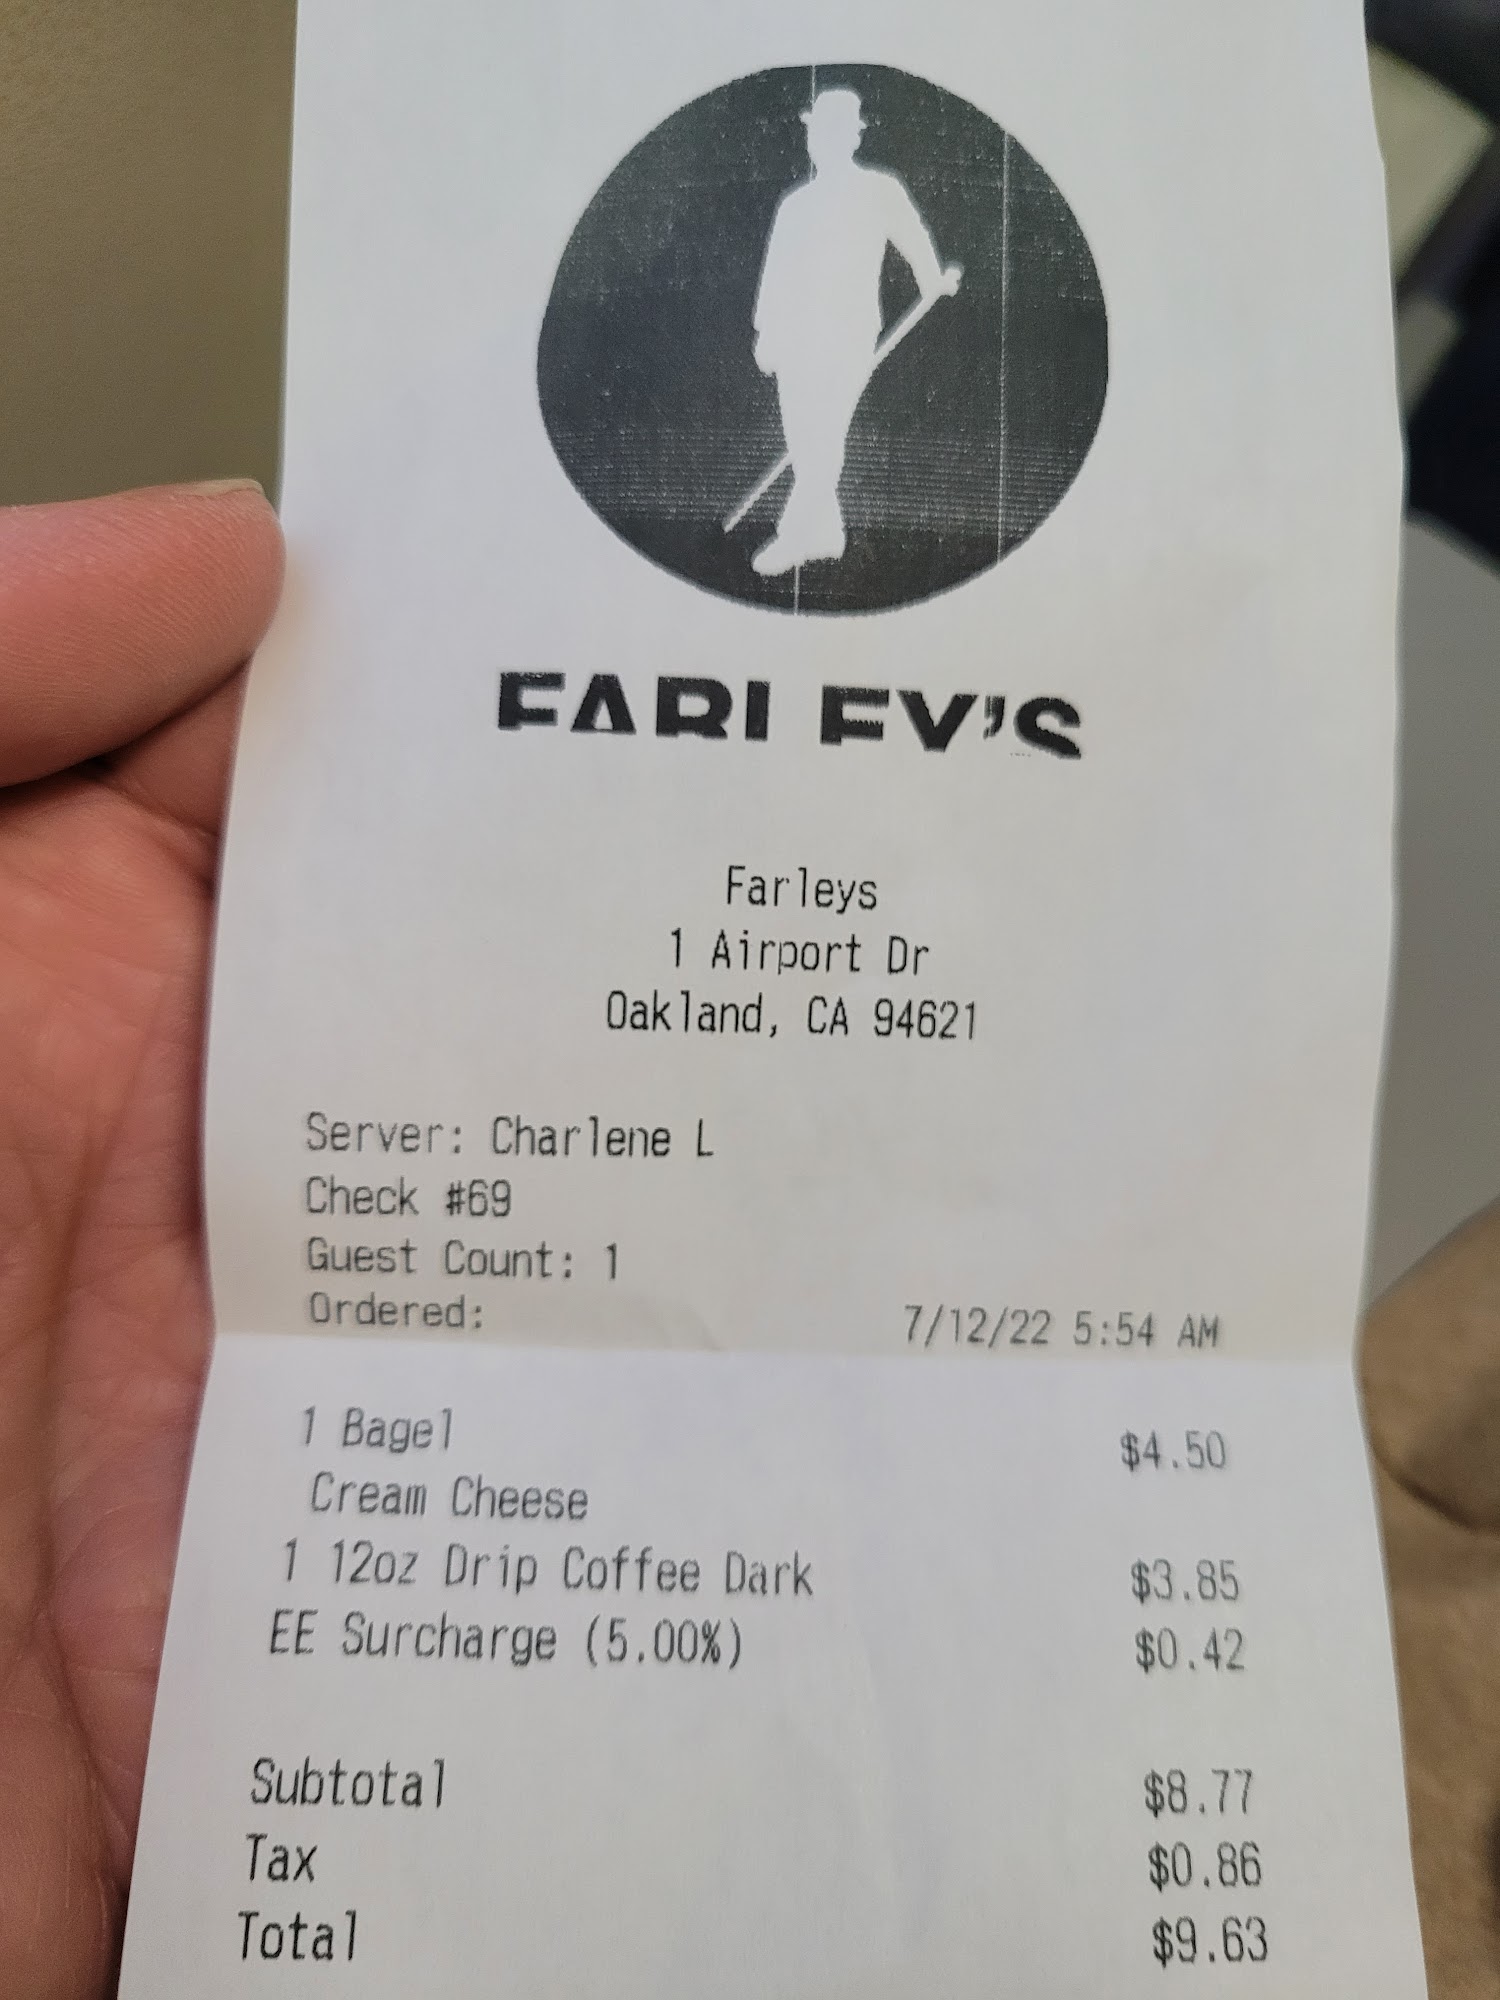 FARLEY'S
Farleys
1 Airport Dr
Oakland, CA 94621
Server: Charlene L
Check #69
Guest Count: 1
Ordered: 7/12/22 5:54 AM
1 Bagel $4.50
Cream Cheese
1 12oz Drip Coffee Dark $3.85
EE Surcharge (5.00%) $0.42
Subtotal $8.77
Tax $0.86
Total $9.63